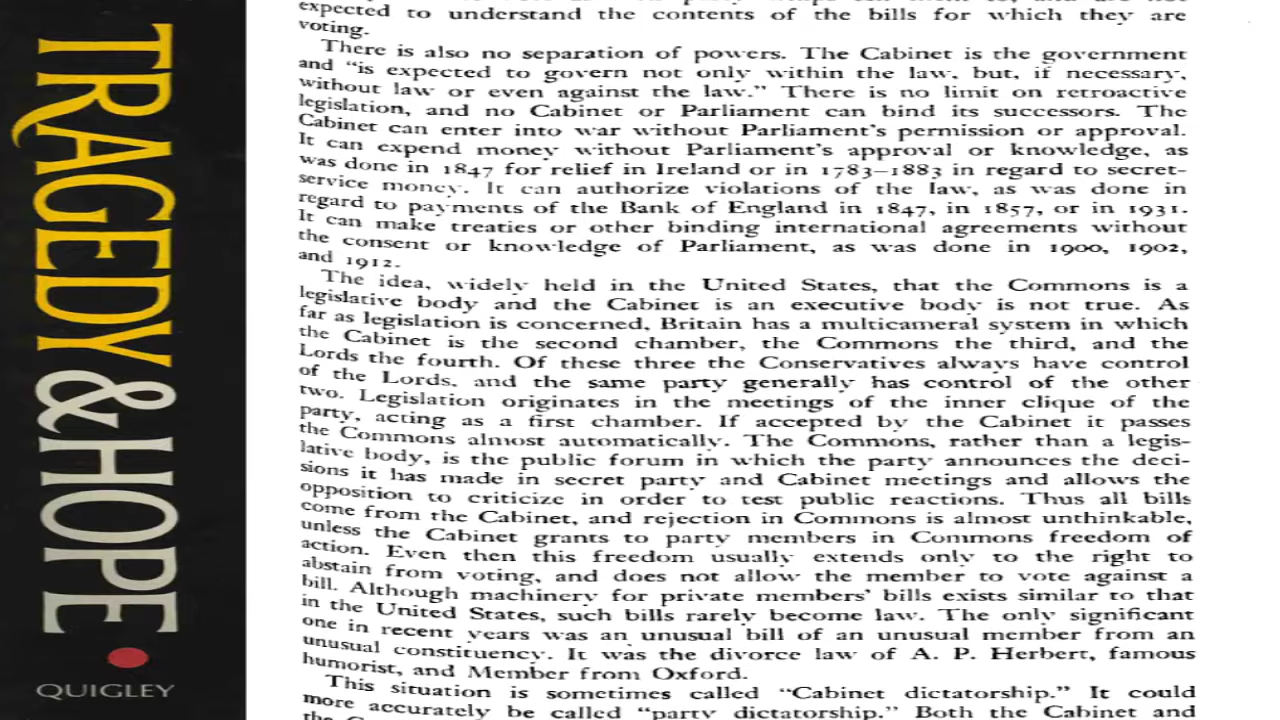 TRAGEDY & HOPE
QUIGLEY
expected to understand the contents of the bills for which they are
voting.
There is also no separation of powers. The Cabinet is the government
and “is expected to govern not only within the law, but, if necessary,
without law or even against the law.” There is no limit on retroactive
legislation, and no Cabinet or Parliament can bind its successors. The
Cabinet can enter into war without Parliament’s permission or approval.
It can expend money without Parliament’s approval or knowledge, as
was done in 1847 for relief in Ireland or in 1783–1883 in regard to secret-
service money. It can authorize violations of the law, as was done in
regard to payments of the Bank of England in 1847, in 1857, or in 1931.
It can make treaties or other binding international agreements without
the consent or knowledge of Parliament, as was done in 1900, 1902,
and 1912.
The idea, widely held in the United States, that the Commons is a
legislative body and the Cabinet is an executive body is not true. As
far as legislation is concerned, Britain has a multicameral system in which
the Cabinet is the second chamber, the Commons the third, and the
Lords the fourth. Of these three the Conservatives always have control
of the Lords, and the same party generally has control of the other
two. Legislation originates in the meetings of the inner clique of the
party, acting as a first chamber. If accepted by the Cabinet it passes
the Commons almost automatically. The Commons, rather than a legis-
lative body, is the public forum in which the party announces the deci-
sions it has made in secret party and Cabinet meetings and allows the
opposition to criticize in order to test public reactions. Thus all bills
come from the Cabinet, and rejection in Commons is almost unthinkable,
unless the Cabinet grants to party members in Commons freedom of
action. Even then this freedom usually extends only to the right to
abstain from voting, and does not allow the member to vote against a
bill. Although machinery for private members’ bills exists similar to that
in the United States, such bills rarely become law. The only significant
one in recent years was an unusual bill of an unusual member from an
unusual constituency. It was the divorce law of A. P. Herbert, famous
humorist, and Member from Oxford.
This situation is sometimes called “Cabinet dictatorship.” It could
more accurately be called “party dictatorship.” Both the Cabinet and